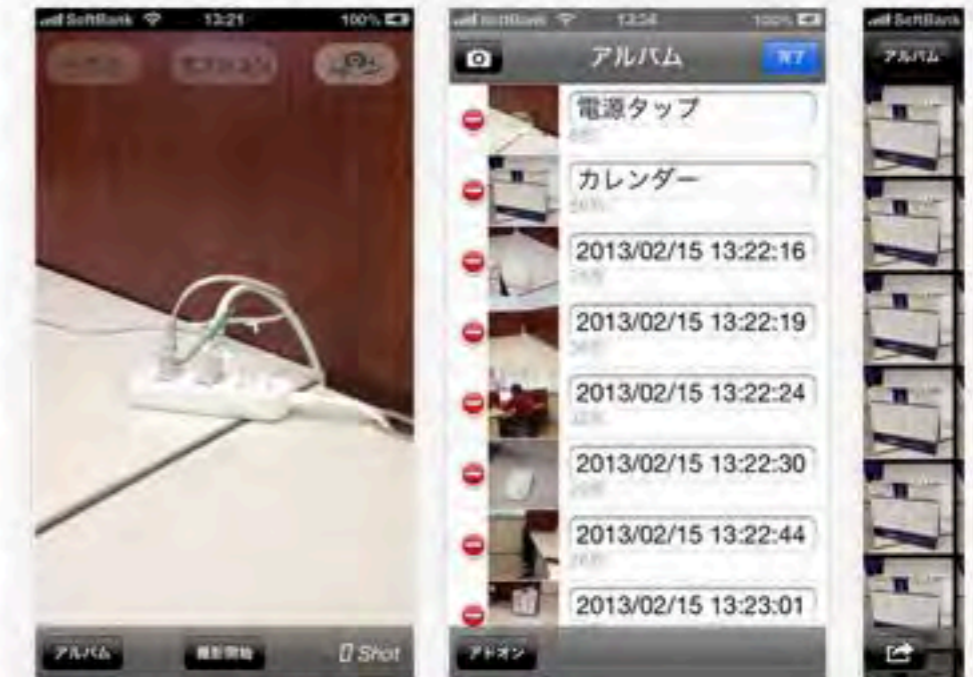 SoftBank 13:21 100%
アルバム 撮影開始 Shot
SoftBank 13:54 100%
アルバム 完了
電源タップ
カレンダー
2013/02/15 13:22:16
2013/02/15 13:22:19
2013/02/15 13:22:24
2013/02/15 13:22:30
2013/02/15 13:22:44
2013/02/15 13:23:01
アドオン
SoftBank
アルバム